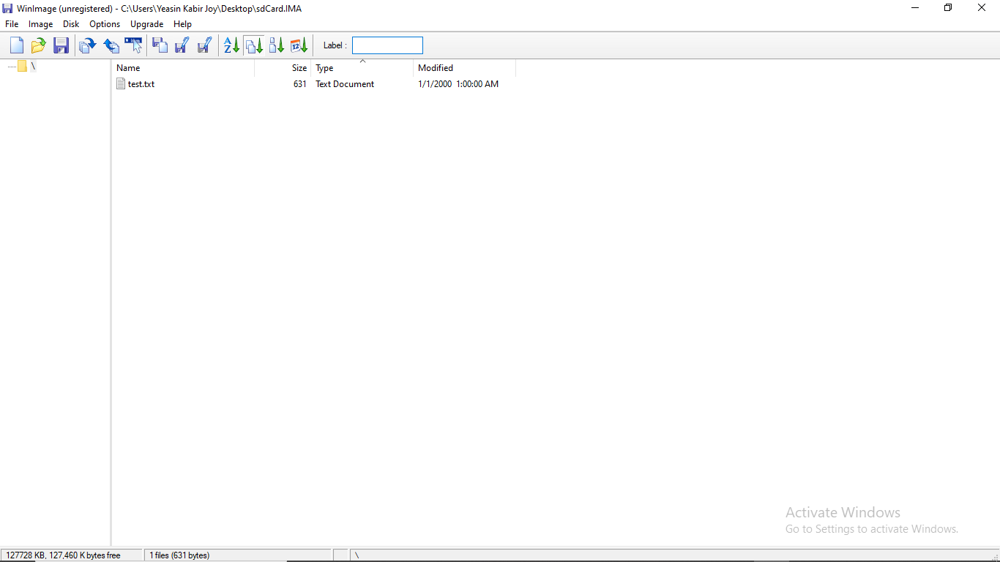 WinImage (unregistered) - C:\Users\Yeasin Kabir Joy\Desktop\sdCard.IMA
File Image Disk Options Upgrade Help
Label :
\
Name Size Type Modified
test.txt 631 Text Document 1/1/2000 1:00:00 AM
Activate Windows
Go to Settings to activate Windows.
127728 KB, 127,460 K bytes free 1 files (631 bytes) \